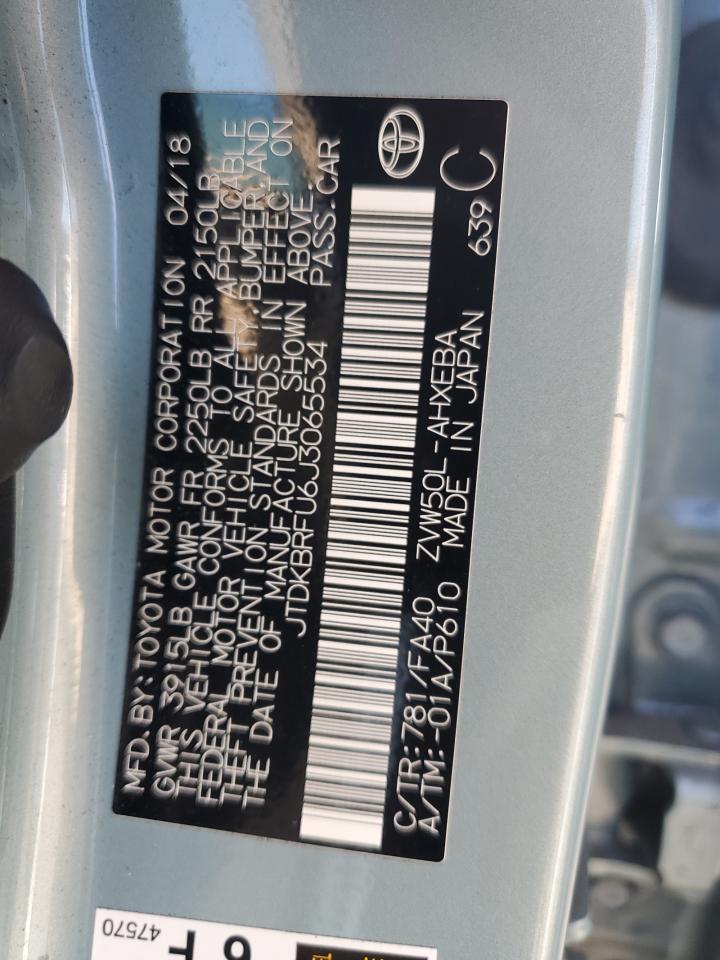 MFD.BY:TOYOTA MOTOR CORPORATION 04/18
GVWR 3915LB GAWR FR 2250LB RR 2150LB
THIS VEHICLE CONFORMS TO ALL APPLICABLE
FEDERAL MOTOR VEHICLE SAFETY,BUMPER,AND
THEFT PREVENTION STANDARDS IN EFFECT ON
THE DATE OF MANUFACTURE SHOWN ABOVE.
JTDKBRFU6J3065534 PASS.CAR
C/TR:781/FA40 ZVW50L-AHXEBA
A/TM:-01A/P610 MADE IN JAPAN 639 C
47570